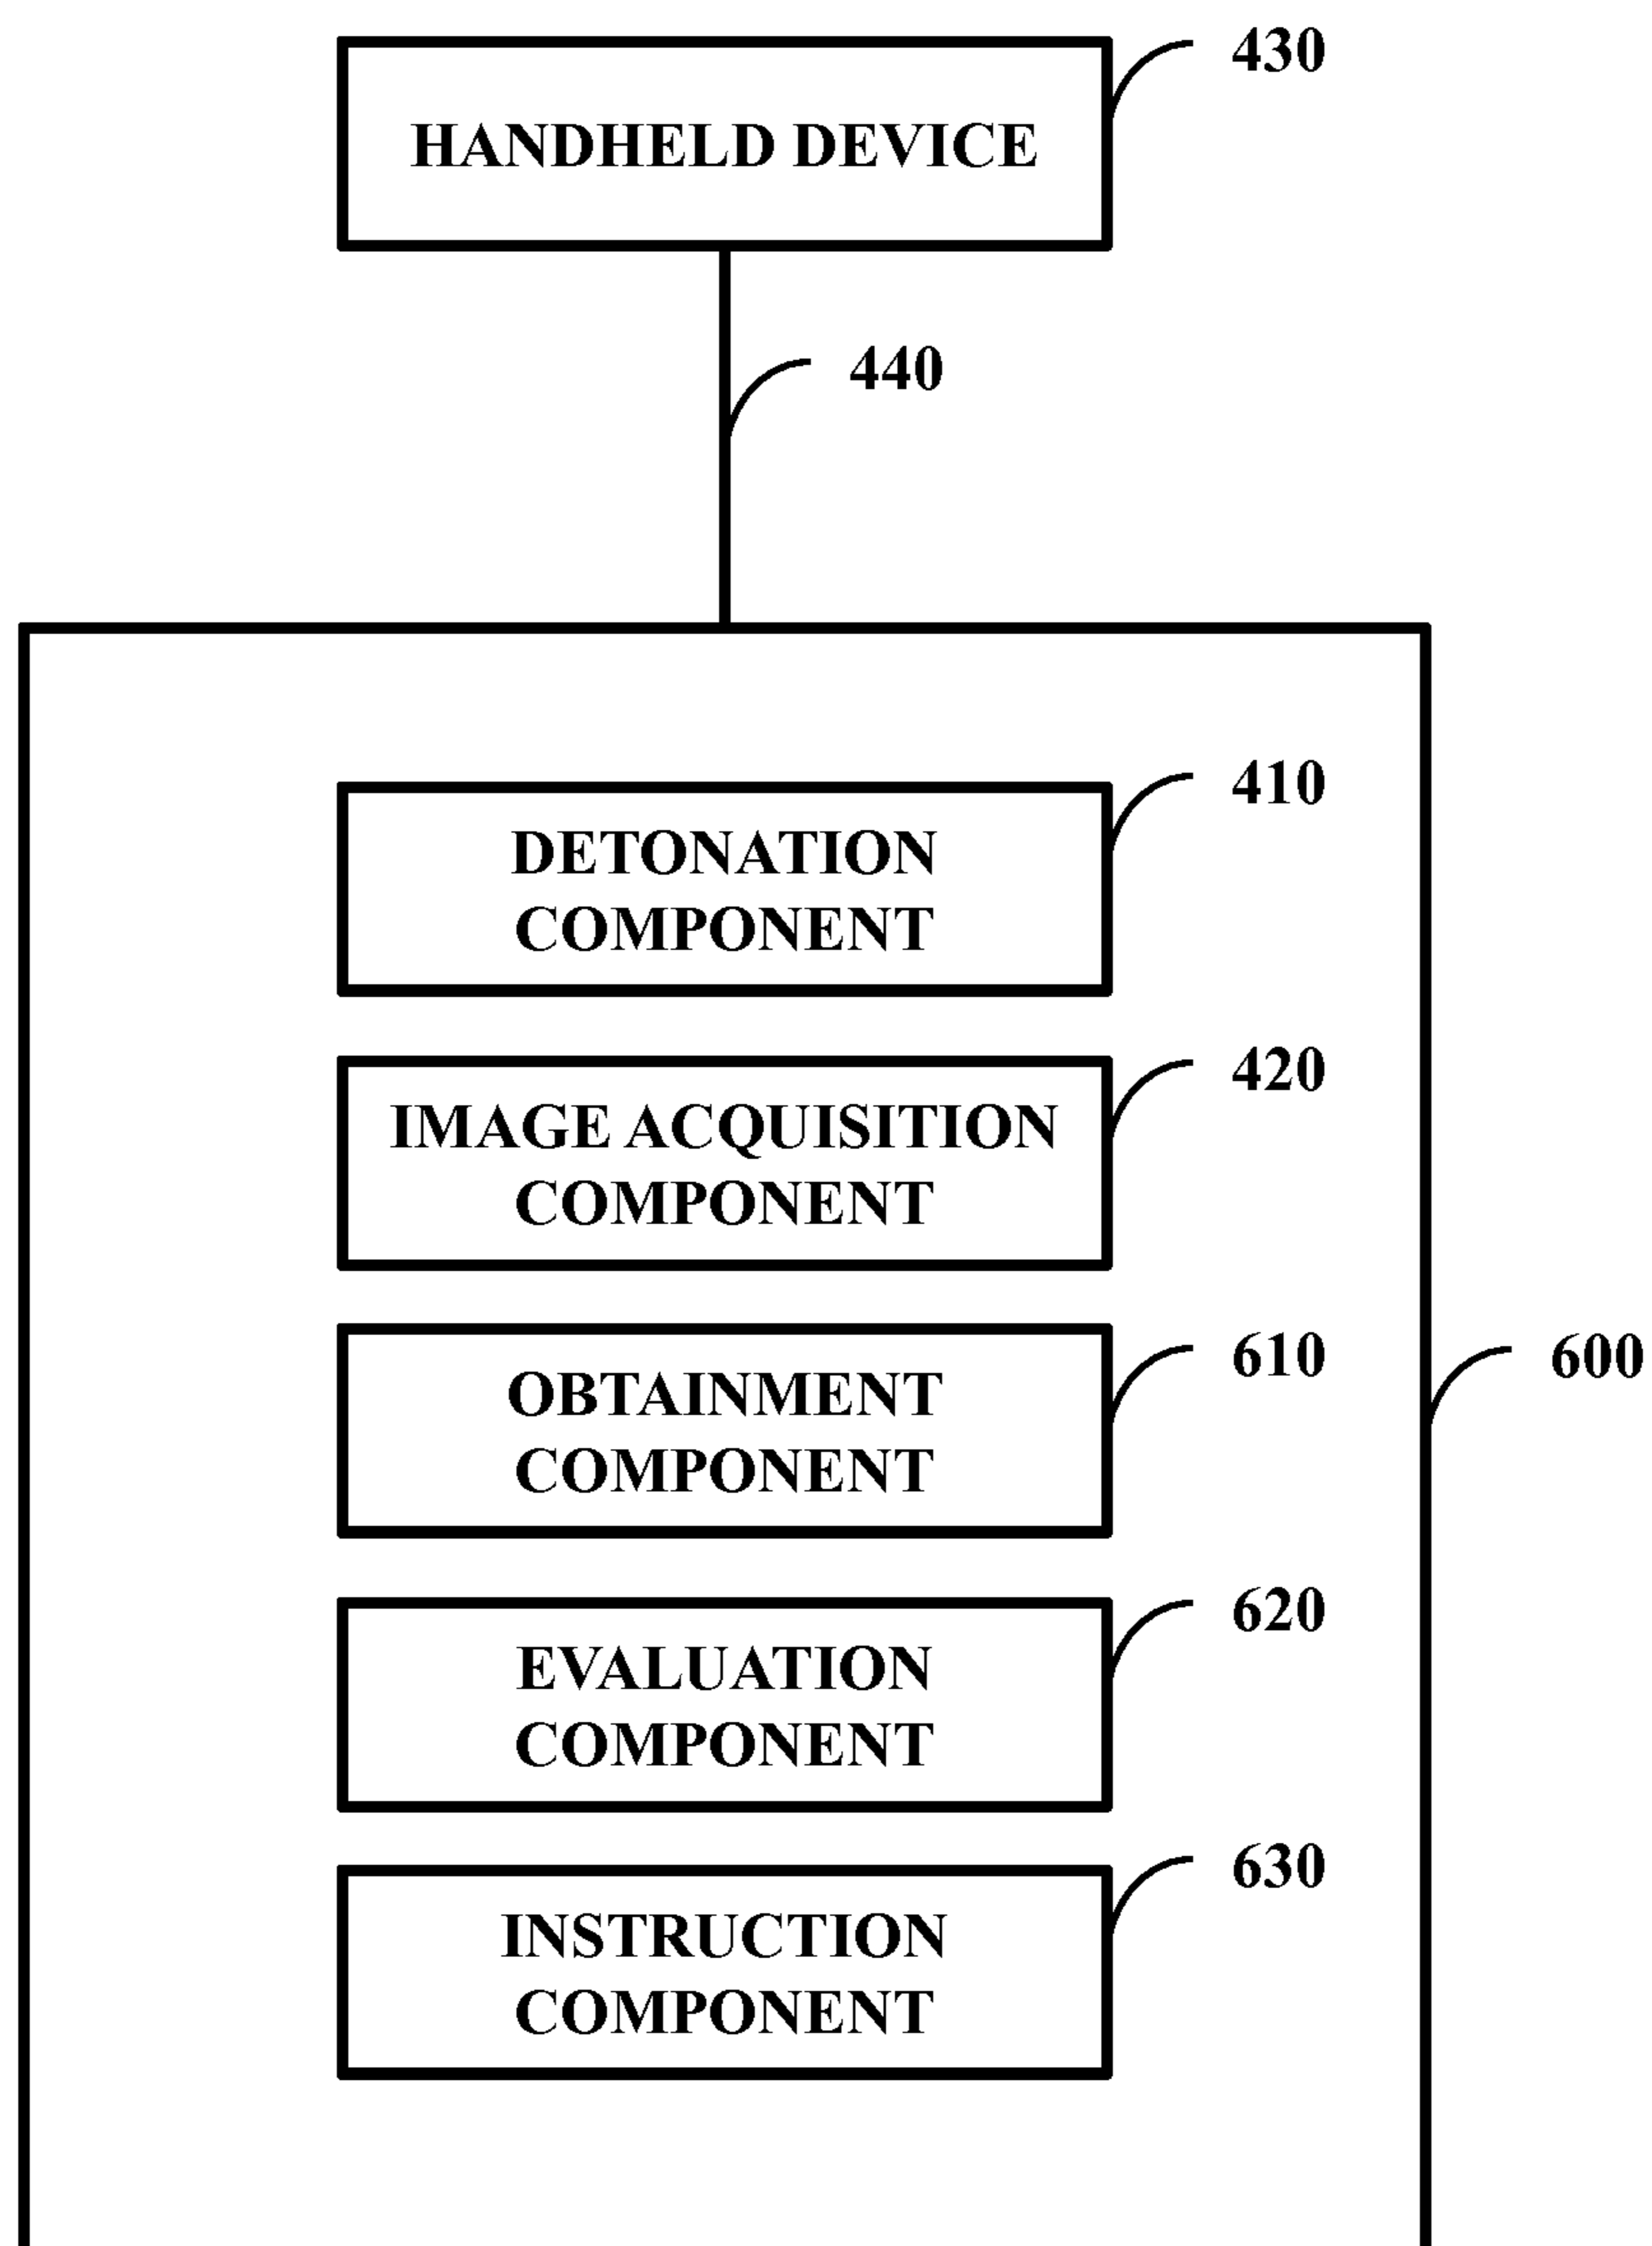 HANDHELD DEVICE
430
440
DETONATION
COMPONENT
410
IMAGE ACQUISITION
COMPONENT
420
OBTAINMENT
COMPONENT
610
600
EVALUATION
COMPONENT
620
INSTRUCTION
COMPONENT
630